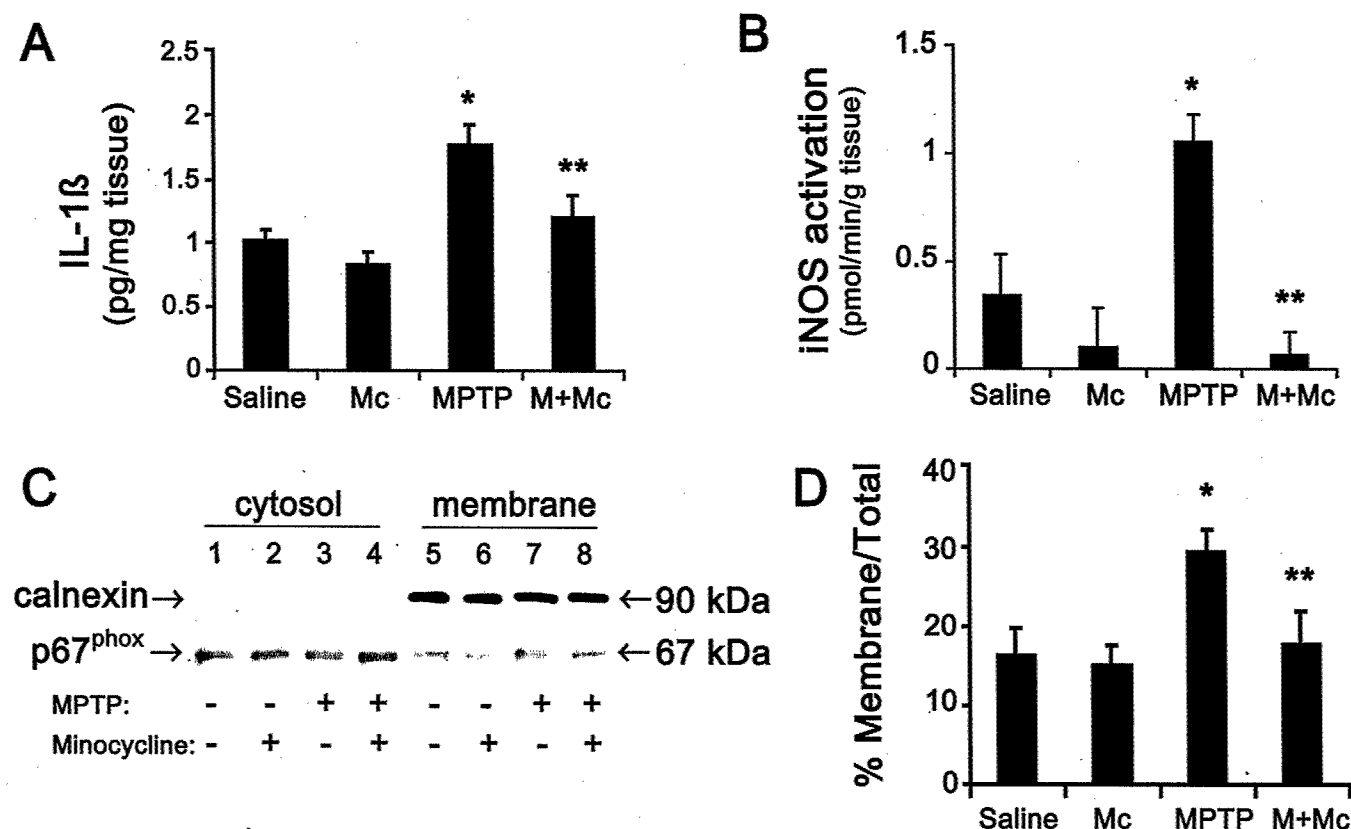 A
IL-1ß
(pg/mg tissue)
2.5
2
1.5
1
0.5
0
*
**
Saline Mc MPTP M+Mc
B
iNOS activation
(pmol/min/g tissue)
1.5
1
0.5
0
*
**
Saline Mc MPTP M+Mc
C
cytosol membrane
1 2 3 4 5 6 7 8
calnexin→ ←90 kDa
p67phox→ ←67 kDa
MPTP: - - + + - - + +
Minocycline: - + - + - + - +
D
% Membrane/Total
40
30
20
10
0
*
**
Saline Mc MPTP M+Mc